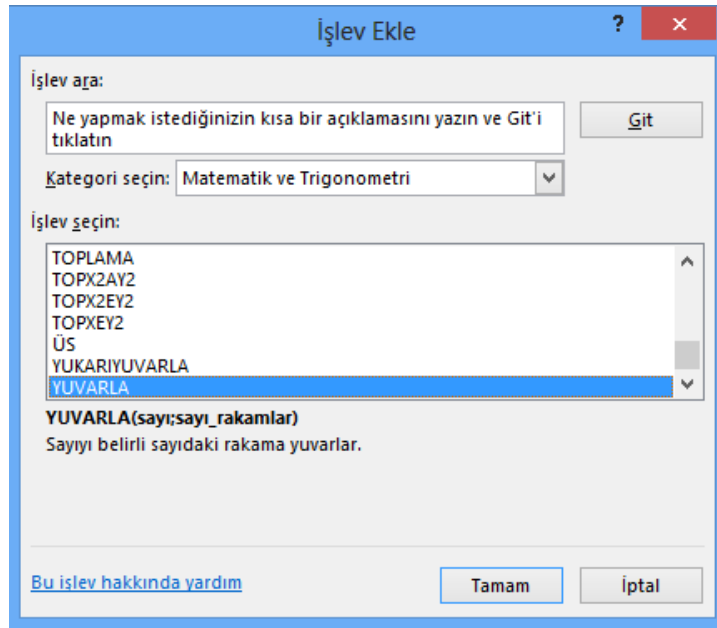 İşlev Ekle
?
×
İşlev ara:
Ne yapmak istediğinizin kısa bir açıklamasını yazın ve Git'i
tıklatın
Git
Kategori seçin: Matematik ve Trigonometri
İşlev seçin:
TOPLAMA
TOPX2AY2
TOPX2EY2
TOPXEY2
ÜS
YUKARIYUVARLA
YUVARLA
YUVARLA(sayı;sayı_rakamlar)
Sayıyı belirli sayıdaki rakama yuvarlar.
Bu işlev hakkında yardım
Tamam
İptal